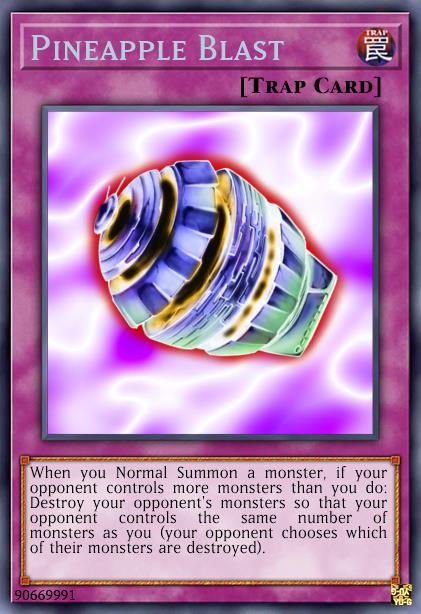 Pineapple Blast
TRAP
罠
[Trap Card]
When you Normal Summon a monster, if your
opponent controls more monsters than you do:
Destroy your opponent's monsters so that your
opponent controls the same number of
monsters as you (your opponent chooses which
of their monsters are destroyed).
90669991